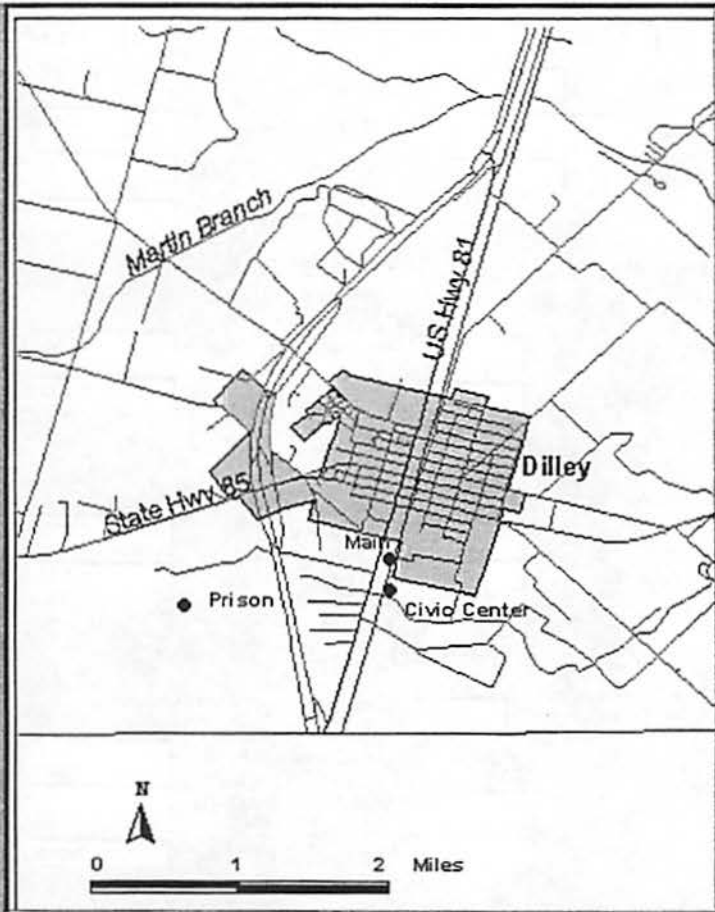 Martin Branch
US Hwy 81
Dilley
State Hwy 85
Main
Prison
Civic Center
N
0 1 2 Miles